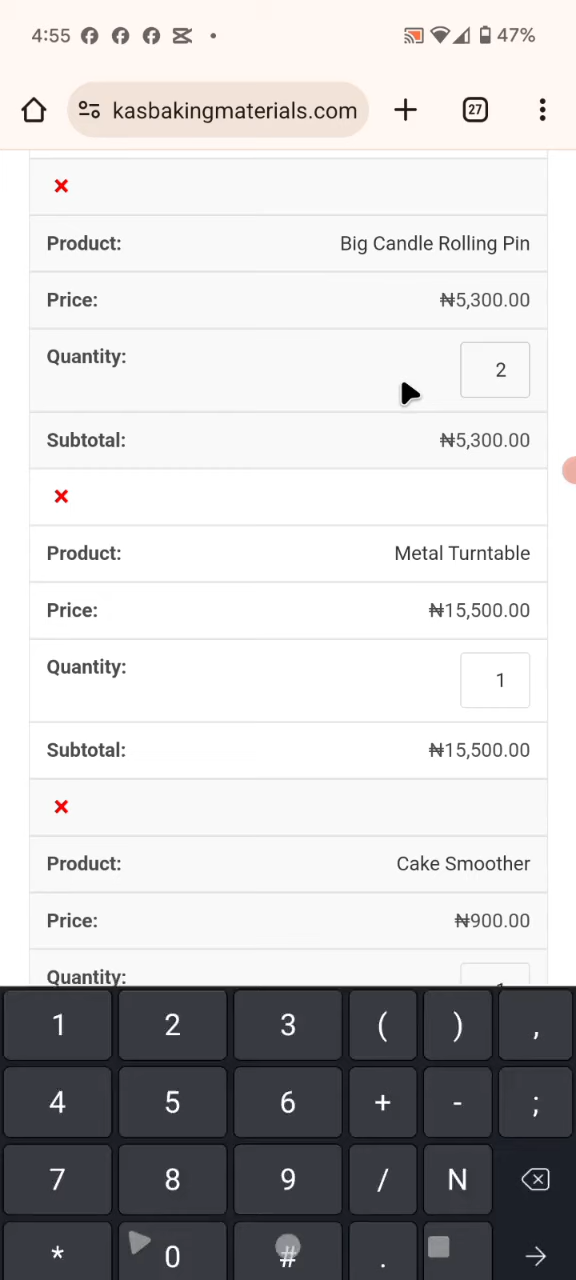 4:55
47%
kasbakingmaterials.com
27
×
Product: Big Candle Rolling Pin
Price: ₦5,300.00
Quantity: 2
Subtotal: ₦5,300.00
×
Product: Metal Turntable
Price: ₦15,500.00
Quantity: 1
Subtotal: ₦15,500.00
×
Product: Cake Smoother
Price: ₦900.00
Quantity: 1
1 2 3 ( ) ,
4 5 6 + - ;
7 8 9 / N
* 0 # .